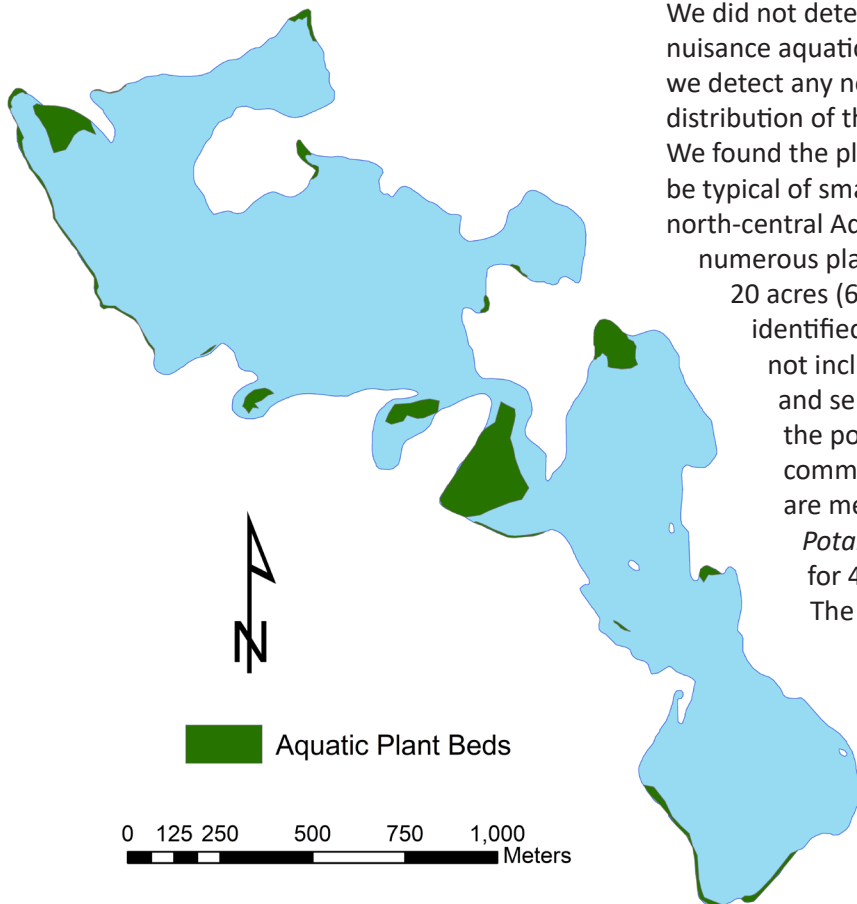 We did not dete
nuisance aquatic
we detect any ne
distribution of th
We found the pl
be typical of sma
north-central Ad
numerous pla
20 acres (6
identified
not incl
and se
the po
comm
are me
Pota
for 4
The
N
Aquatic Plant Beds
0 125 250 500 750 1,000
Meters